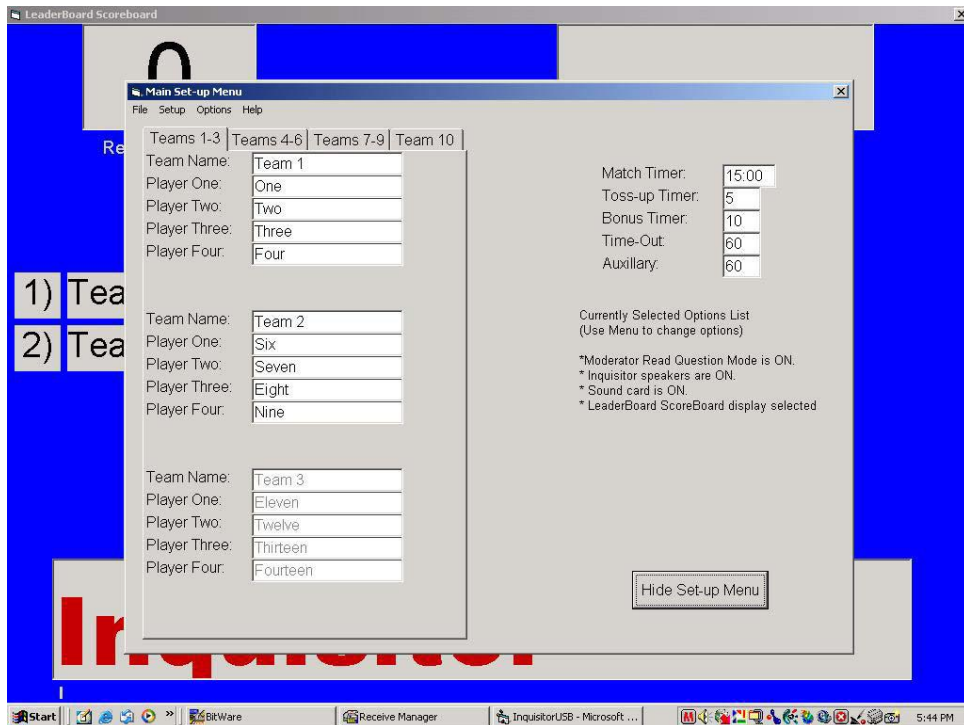 LeaderBoard Scoreboard
0
Re
Main Set-up Menu
File Setup Options Help
Teams 1-3 Teams 4-6 Teams 7-9 Team 10
Team Name: Team 1
Player One: One
Player Two: Two
Player Three: Three
Player Four: Four
Team Name: Team 2
Player One: Six
Player Two: Seven
Player Three: Eight
Player Four: Nine
Team Name: Team 3
Player One: Eleven
Player Two: Twelve
Player Three: Thirteen
Player Four: Fourteen
Match Timer: 15:00
Toss-up Timer: 5
Bonus Timer: 10
Time-Out: 60
Auxillary: 60
Currently Selected Options List
(Use Menu to change options)
*Moderator Read Question Mode is ON.
* Inquisitor speakers are ON.
* Sound card is ON.
* LeaderBoard ScoreBoard display selected
Hide Set-up Menu
1) Tea
2) Tea
Inquisitor
Start » BitWare Receive Manager InquisitorUSB - Microsoft ... 5:44 PM